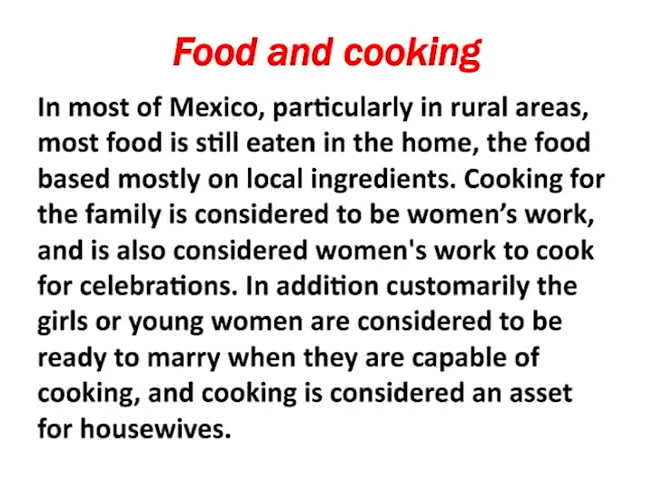 Food and cooking
In most of Mexico, particularly in rural areas,
most food is still eaten in the home, the food
based mostly on local ingredients. Cooking for
the family is considered to be women’s work,
and is also considered women's work to cook
for celebrations. In addition customarily the
girls or young women are considered to be
ready to marry when they are capable of
cooking, and cooking is considered an asset
for housewives.